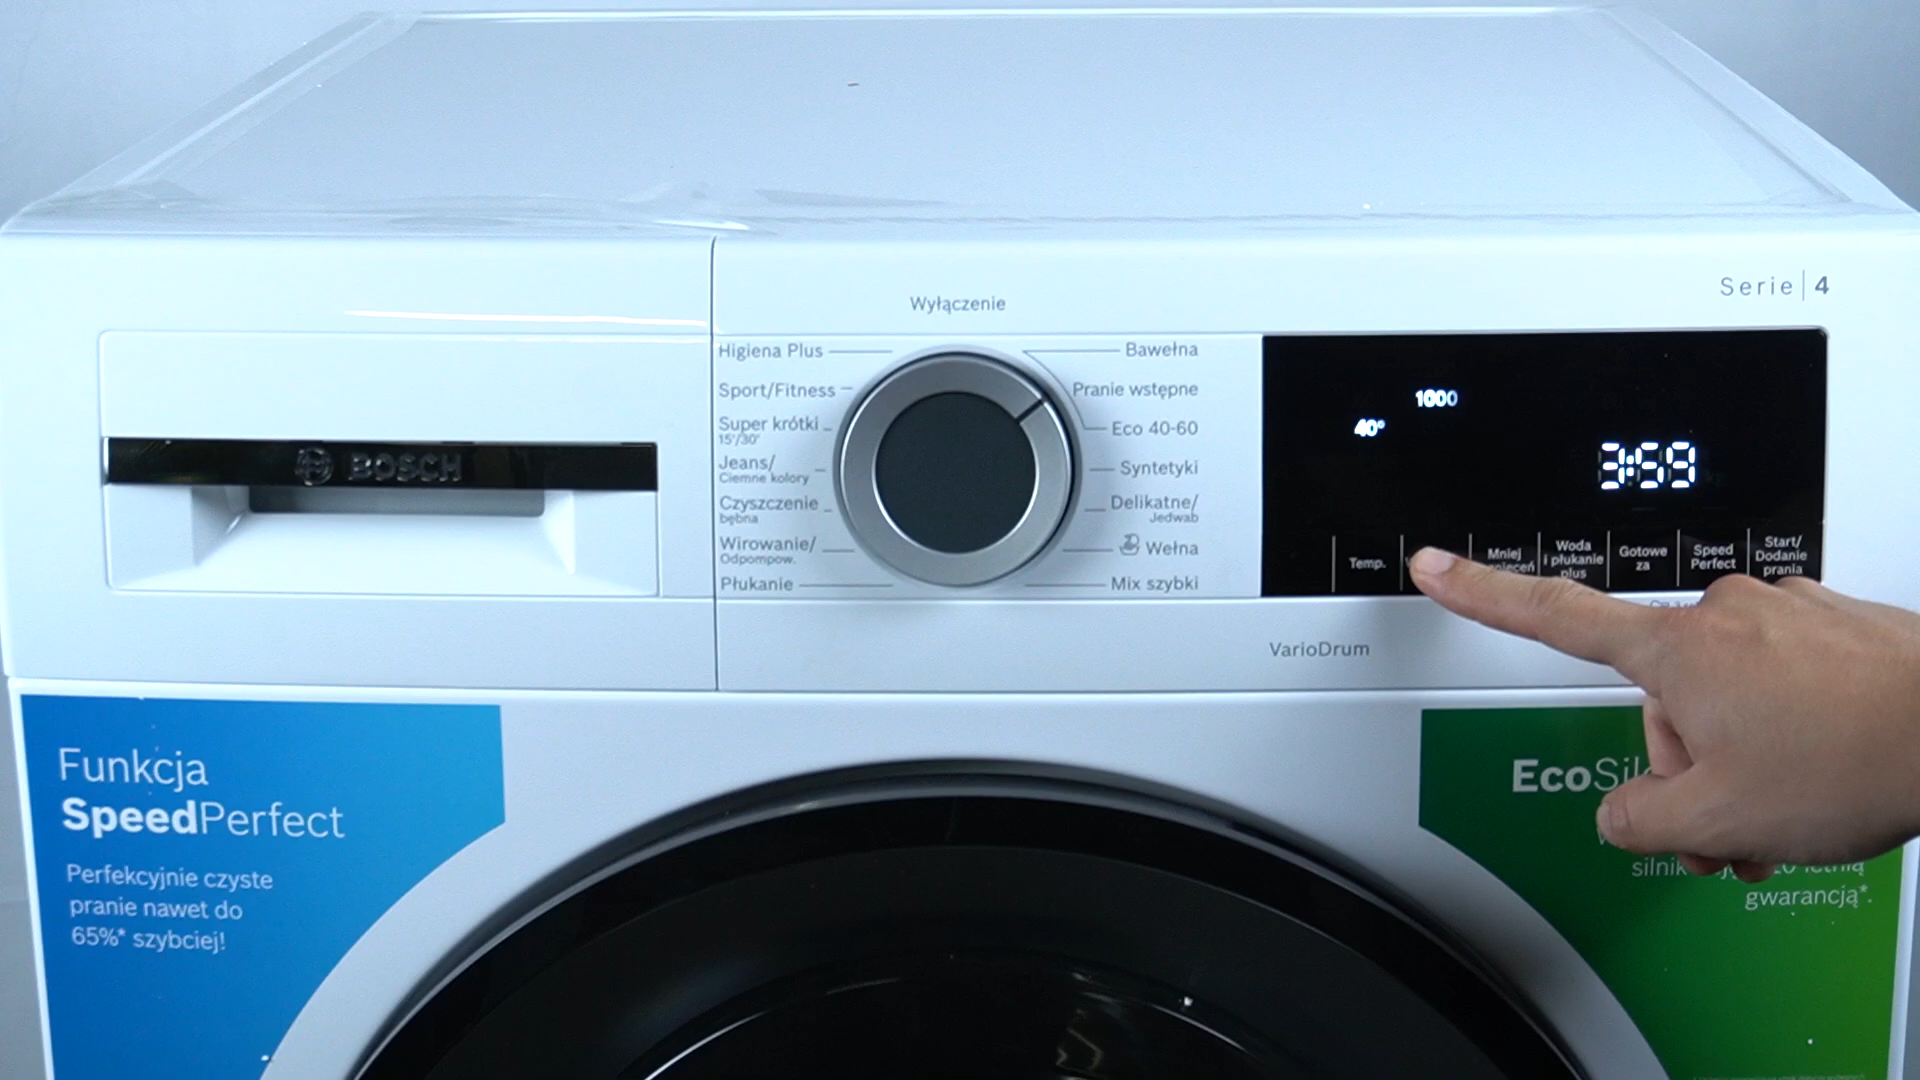 Serie | 4
Wyłączenie
Higiena Plus
Sport/Fitness
Super krótki
15'/30'
Jeans/
Ciemne kolory
Czyszczenie
bębna
Wirowanie/
Odpompow.
Płukanie
Bawełna
Pranie wstępne
Eco 40-60
Syntetyki
Delikatne/
Jedwab
Wełna
Mix szybki
BOSCH
1000
40°
3:59
Temp.
Mniej
Woda
i płukanie
plus
Gotowe
za
Speed
Perfect
Start/
Dodanie
prania
VarioDrum
Funkcja
SpeedPerfect
Perfekcyjnie czyste
pranie nawet do
65%* szybciej!
silnik
gwarancją*.